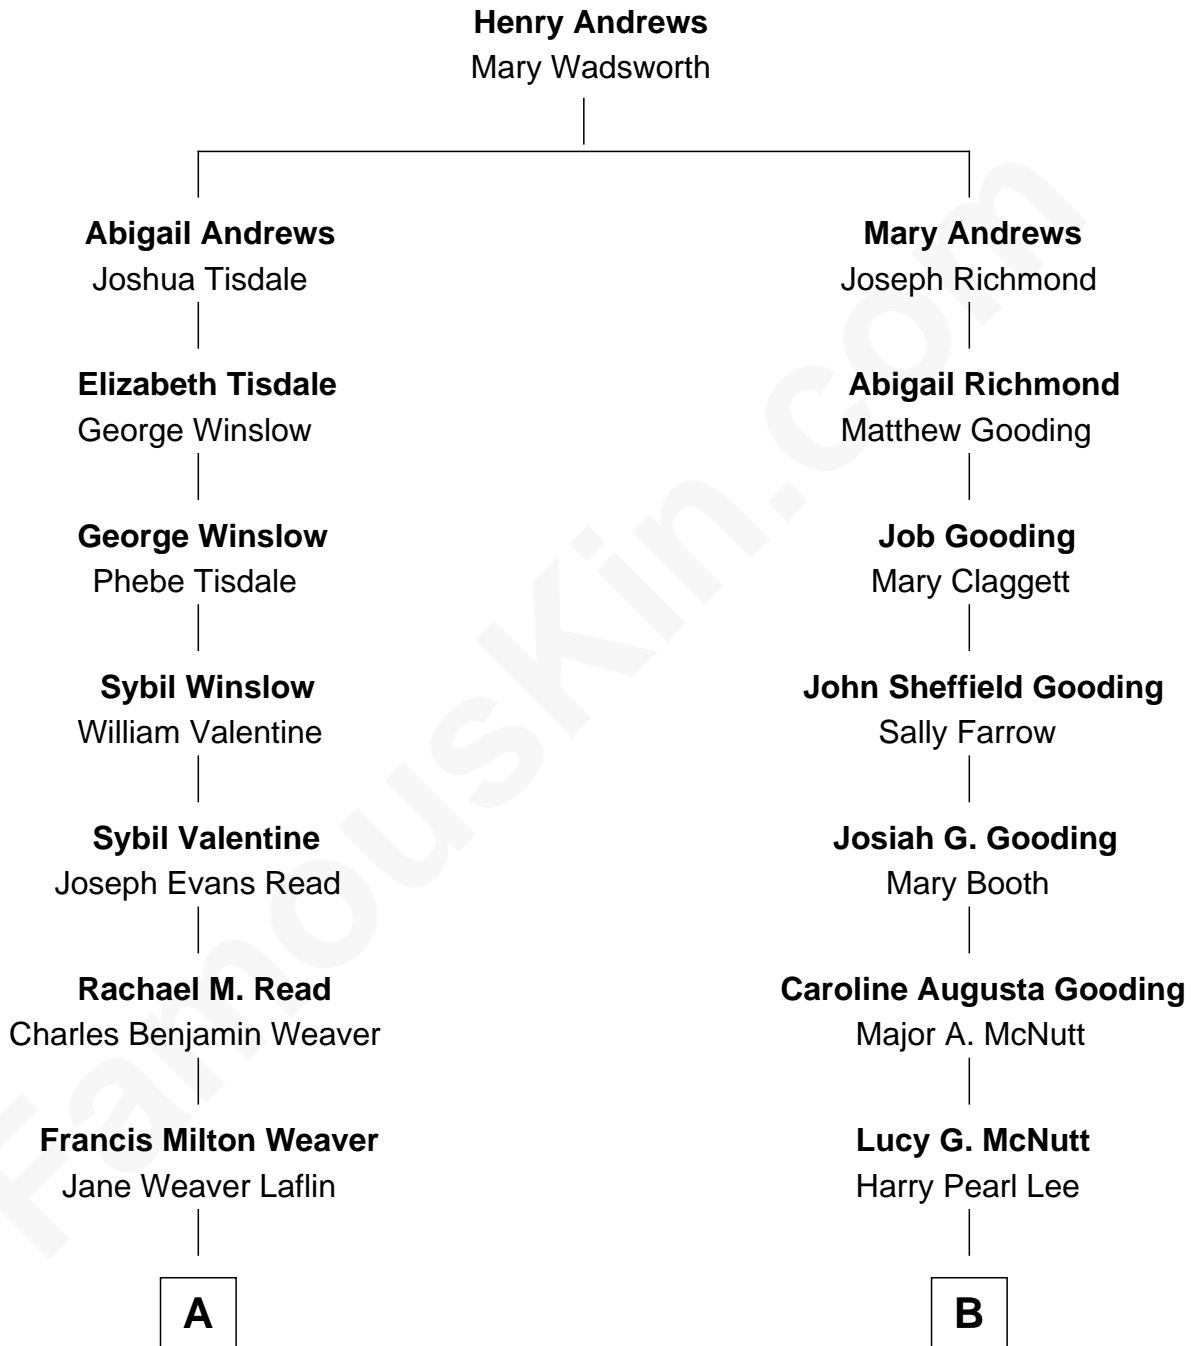 Henry Andrews
Mary Wadsworth
Abigail Andrews
Joshua Tisdale
Mary Andrews
Joseph Richmond
Elizabeth Tisdale
George Winslow
Abigail Richmond
Matthew Gooding
George Winslow
Phebe Tisdale
Job Gooding
Mary Claggett
Sybil Winslow
William Valentine
John Sheffield Gooding
Sally Farrow
Sybil Valentine
Joseph Evans Read
Josiah G. Gooding
Mary Booth
Rachael M. Read
Charles Benjamin Weaver
Caroline Augusta Gooding
Major A. McNutt
Francis Milton Weaver
Jane Weaver Laflin
Lucy G. McNutt
Harry Pearl Lee
A
B
FamousKin.com